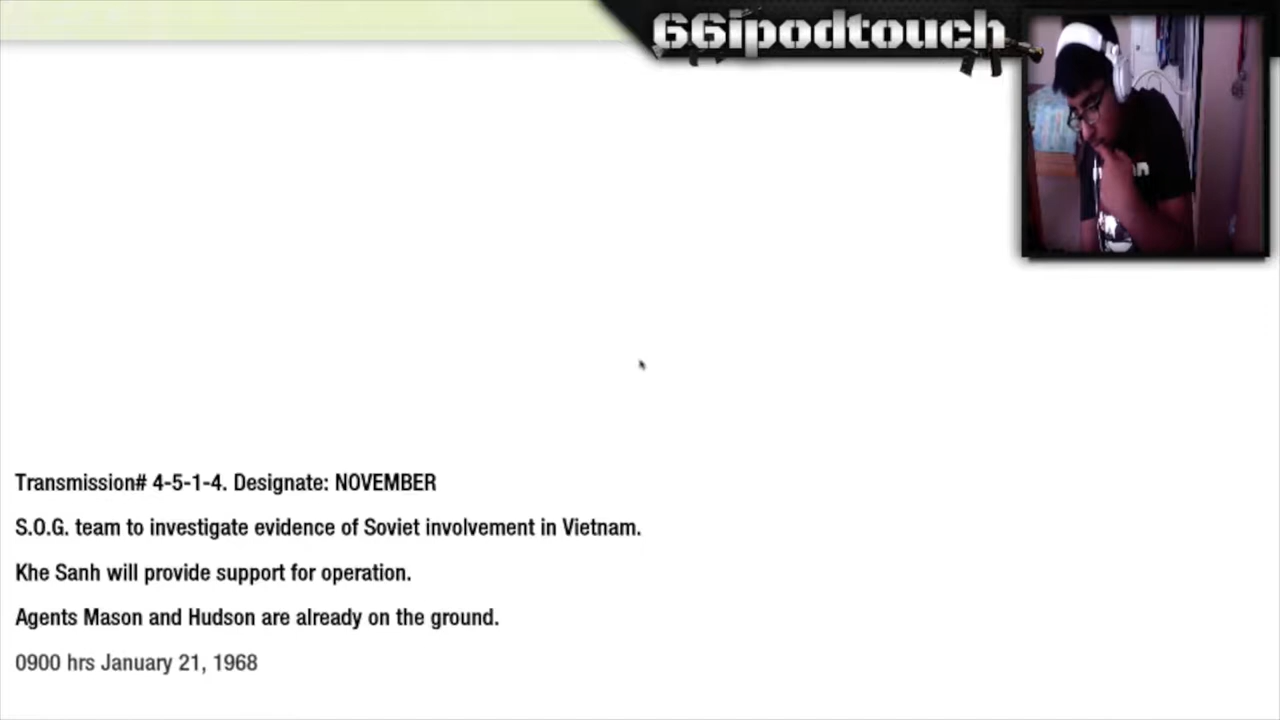 66ipodtouch
Transmission# 4-5-1-4. Designate: NOVEMBER
S.O.G. team to investigate evidence of Soviet involvement in Vietnam.
Khe Sanh will provide support for operation.
Agents Mason and Hudson are already on the ground.
0900 hrs January 21, 1968